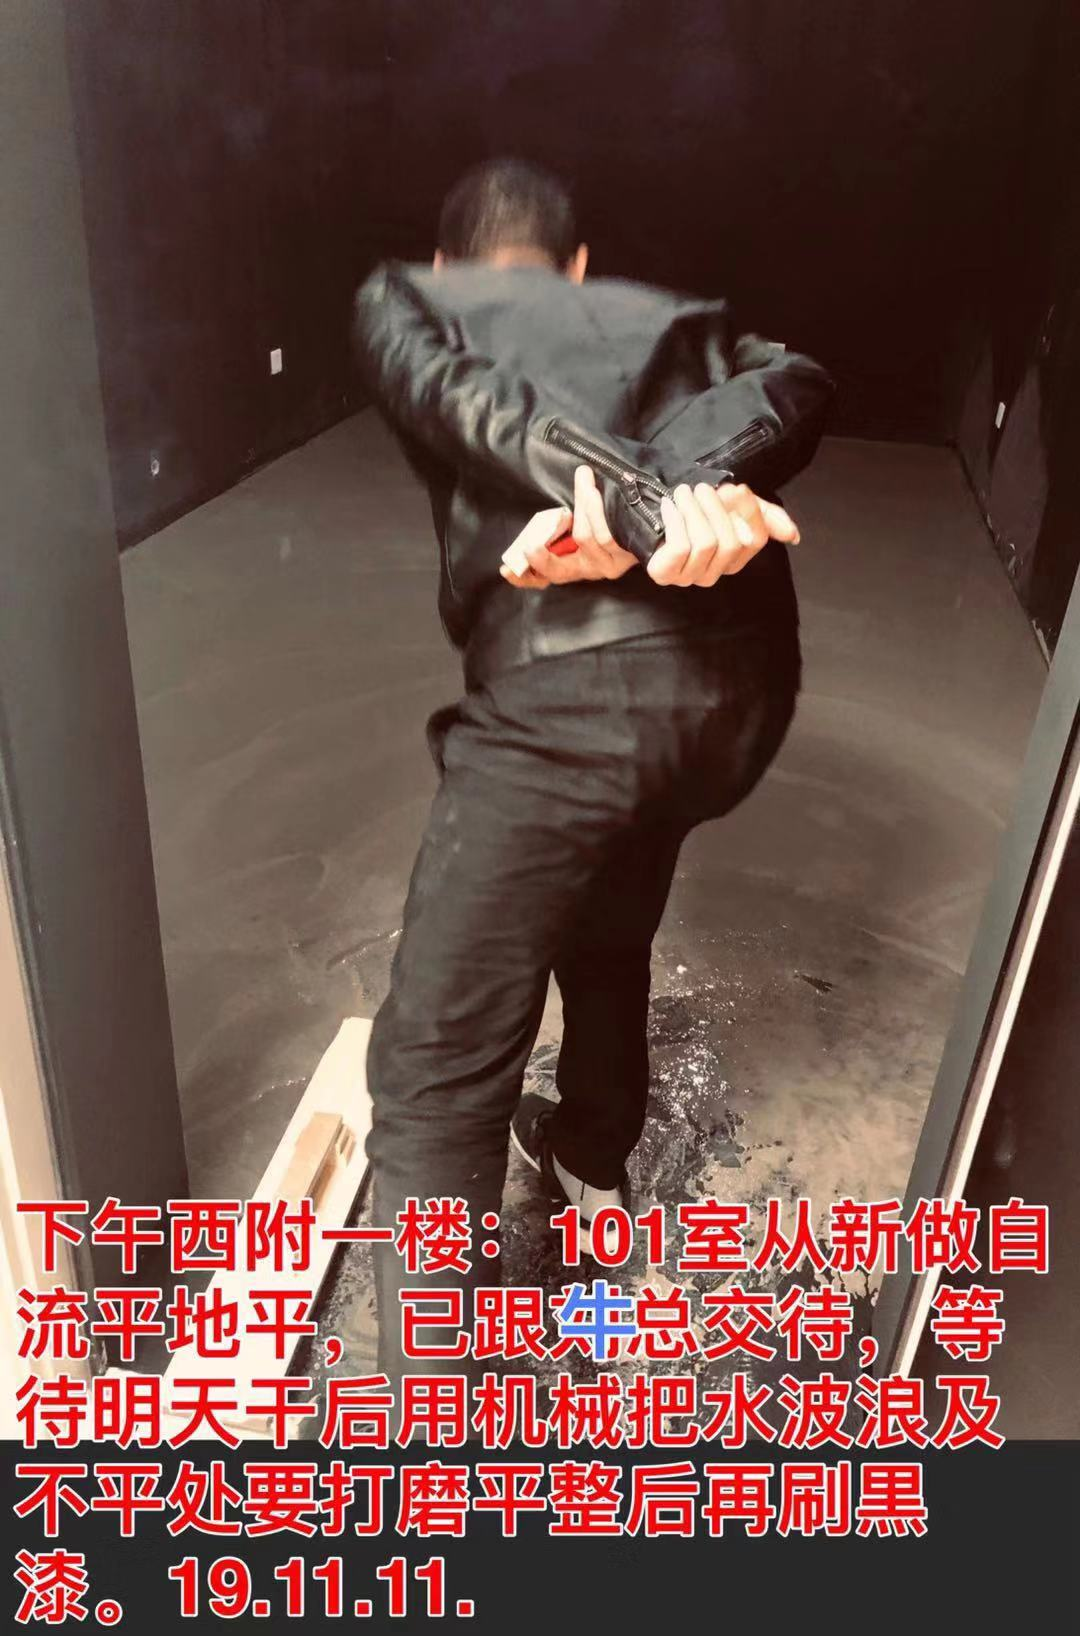 下午西附一楼：101室从新做自
流平地平，已跟牛总交待，等
待明天干后用机械把水波浪及
不平处要打磨平整后再刷黒
漆。19.11.11.